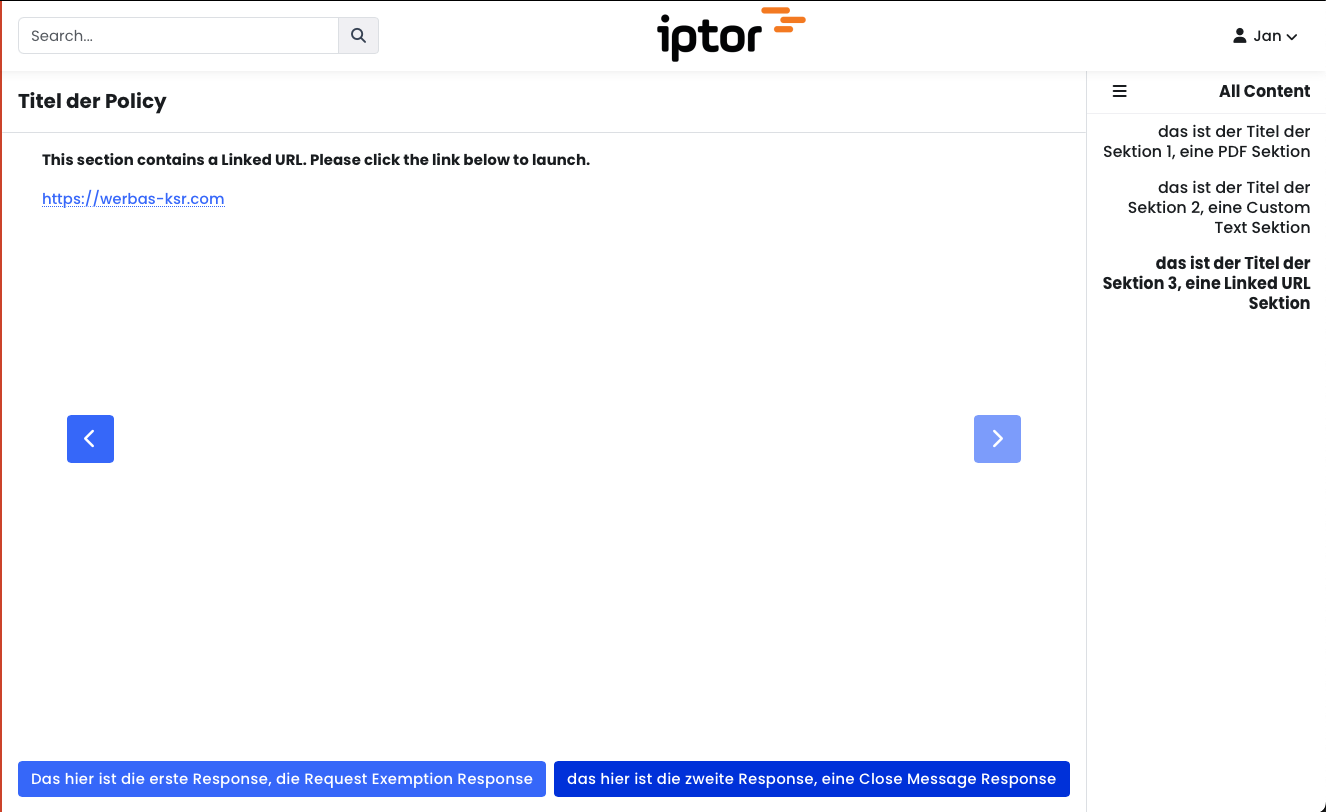 Search...
iptor
Jan
Titel der Policy
All Content
This section contains a Linked URL. Please click the link below to launch.
https://werbas-ksr.com
das ist der Titel der
Sektion 1, eine PDF Sektion
das ist der Titel der
Sektion 2, eine Custom
Text Sektion
das ist der Titel der
Sektion 3, eine Linked URL
Sektion
Das hier ist die erste Response, die Request Exemption Response
das hier ist die zweite Response, eine Close Message Response